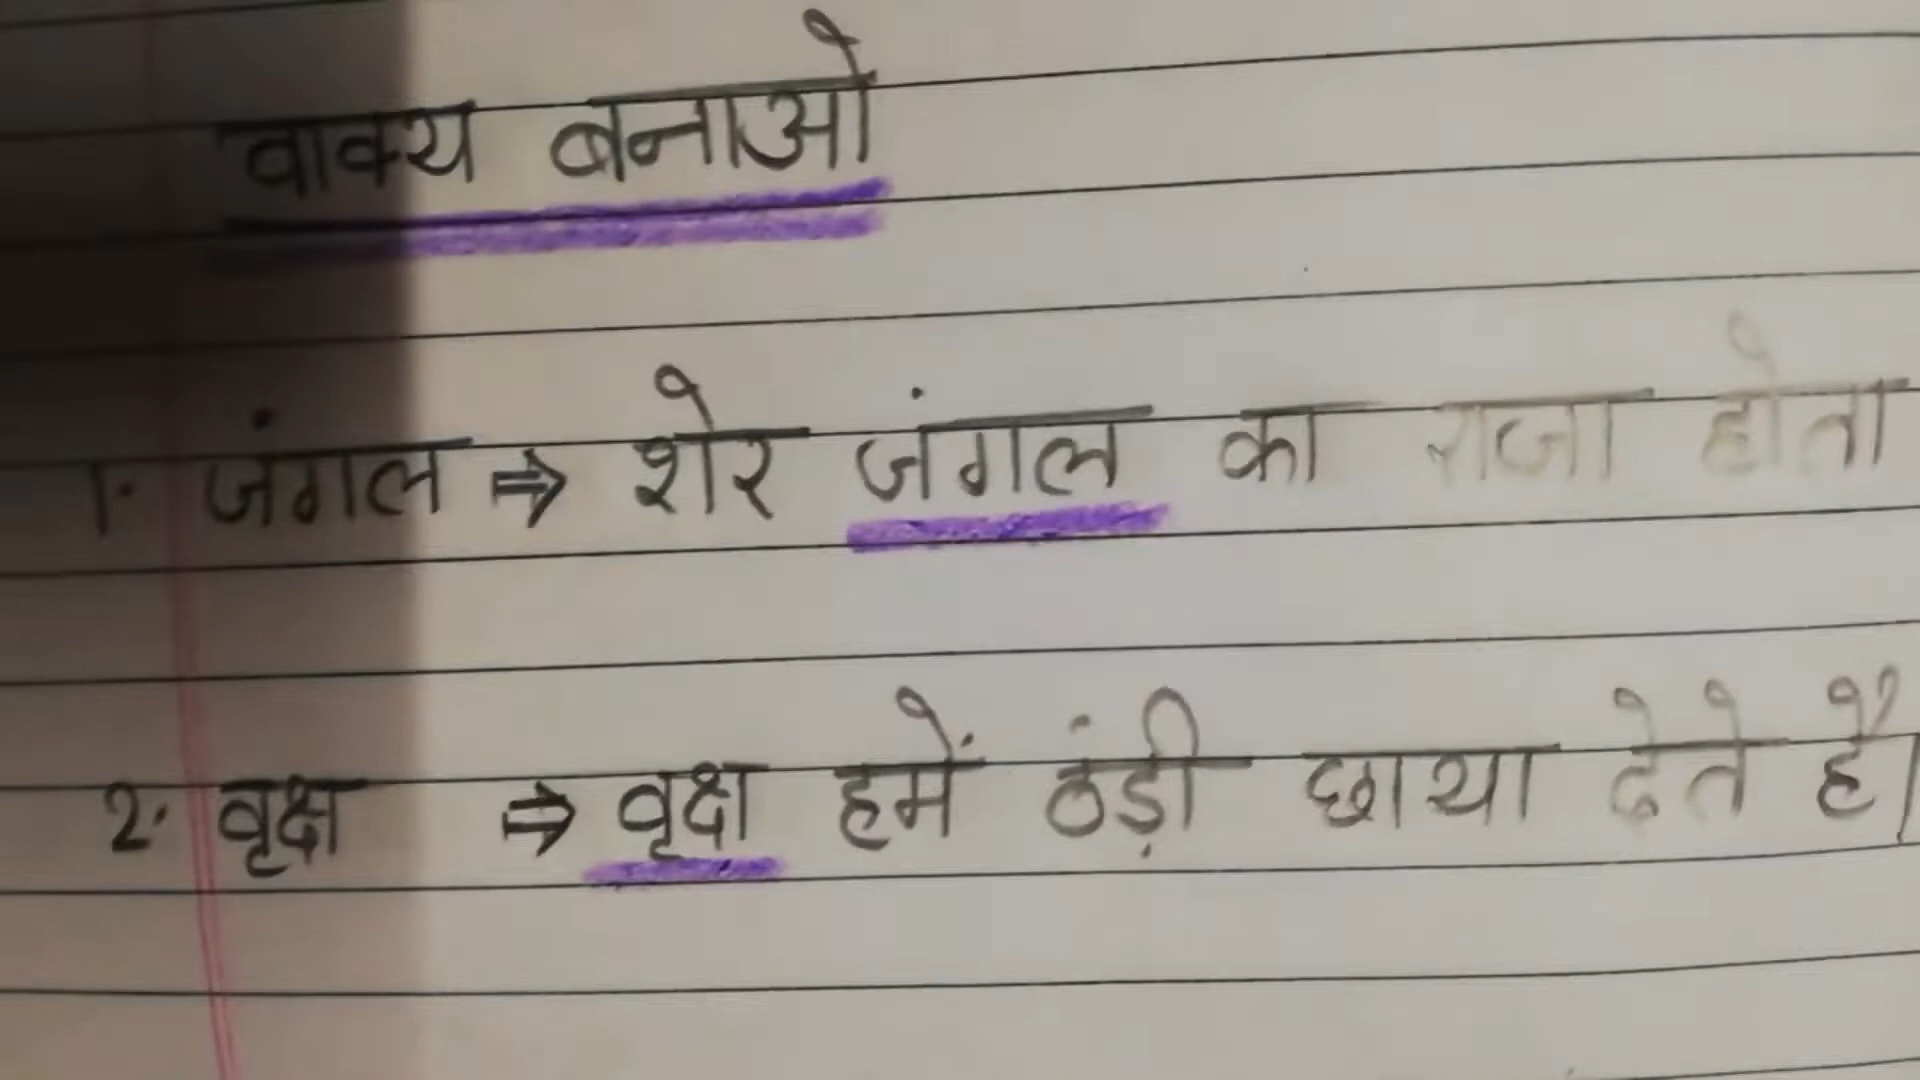 वाक्य बनाओ
1. जंगल ⇒ शेर जंगल का राजा होता
2. वृक्ष ⇒ वृक्ष हमें ठंड़ी छाया देते हैं।